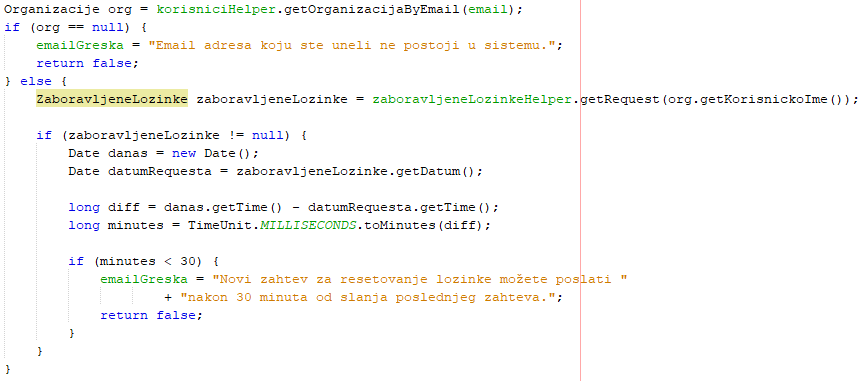 Organizacije org = korisniciHelper.getOrganizacijaByEmail(email);
if (org == null) {
    emailGreska = "Email adresa koju ste uneli ne postoji u sistemu.";
    return false;
} else {
    ZaboravljeneLozinke zaboravljeneLozinke = zaboravljeneLozinkeHelper.getRequest(org.getKorisnickoIme());

    if (zaboravljeneLozinke != null) {
        Date danas = new Date();
        Date datumRequesta = zaboravljeneLozinke.getDatum();

        long diff = danas.getTime() - datumRequesta.getTime();
        long minutes = TimeUnit.MILLISECONDS.toMinutes(diff);

        if (minutes < 30) {
            emailGreska = "Novi zahtev za resetovanje lozinke možete poslati "
                    + "nakon 30 minuta od slanja poslednjeg zahteva.";
            return false;
        }
    }
}